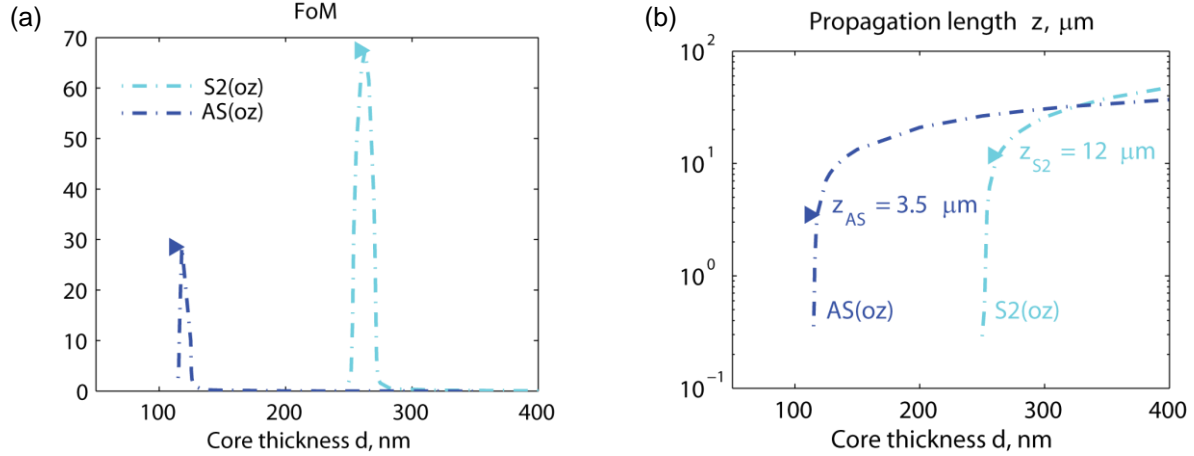 (a)
FoM
70
60
50
40
30
20
10
0
S2(oz)
AS(oz)
100
200
300
400
Core thickness d, nm
(b)
Propagation length z, μm
10²
10¹
10⁰
10⁻¹
z_S2 = 12 μm
z_AS = 3.5 μm
AS(oz)
S2(oz)
100
200
300
400
Core thickness d, nm